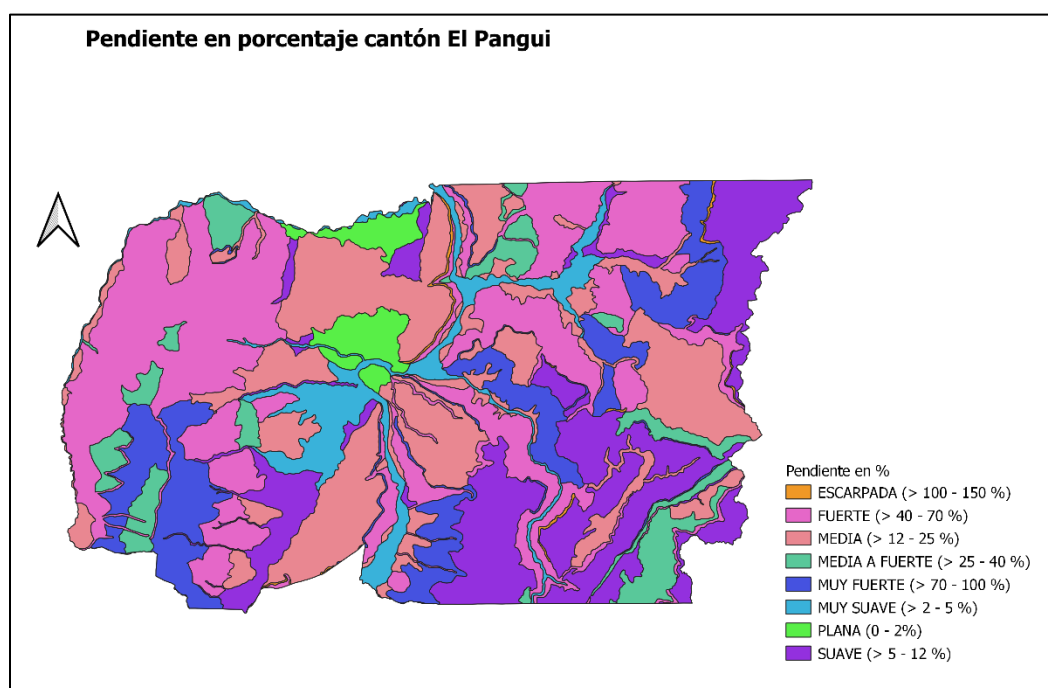 Pendiente en porcentaje cantón El Pangui
Pendiente en %
ESCARPADA (> 100 - 150 %)
FUERTE (> 40 - 70 %)
MEDIA (> 12 - 25 %)
MEDIA A FUERTE (> 25 - 40 %)
MUY FUERTE (> 70 - 100 %)
MUY SUAVE (> 2 - 5 %)
PLANA (0 - 2%)
SUAVE (> 5 - 12 %)